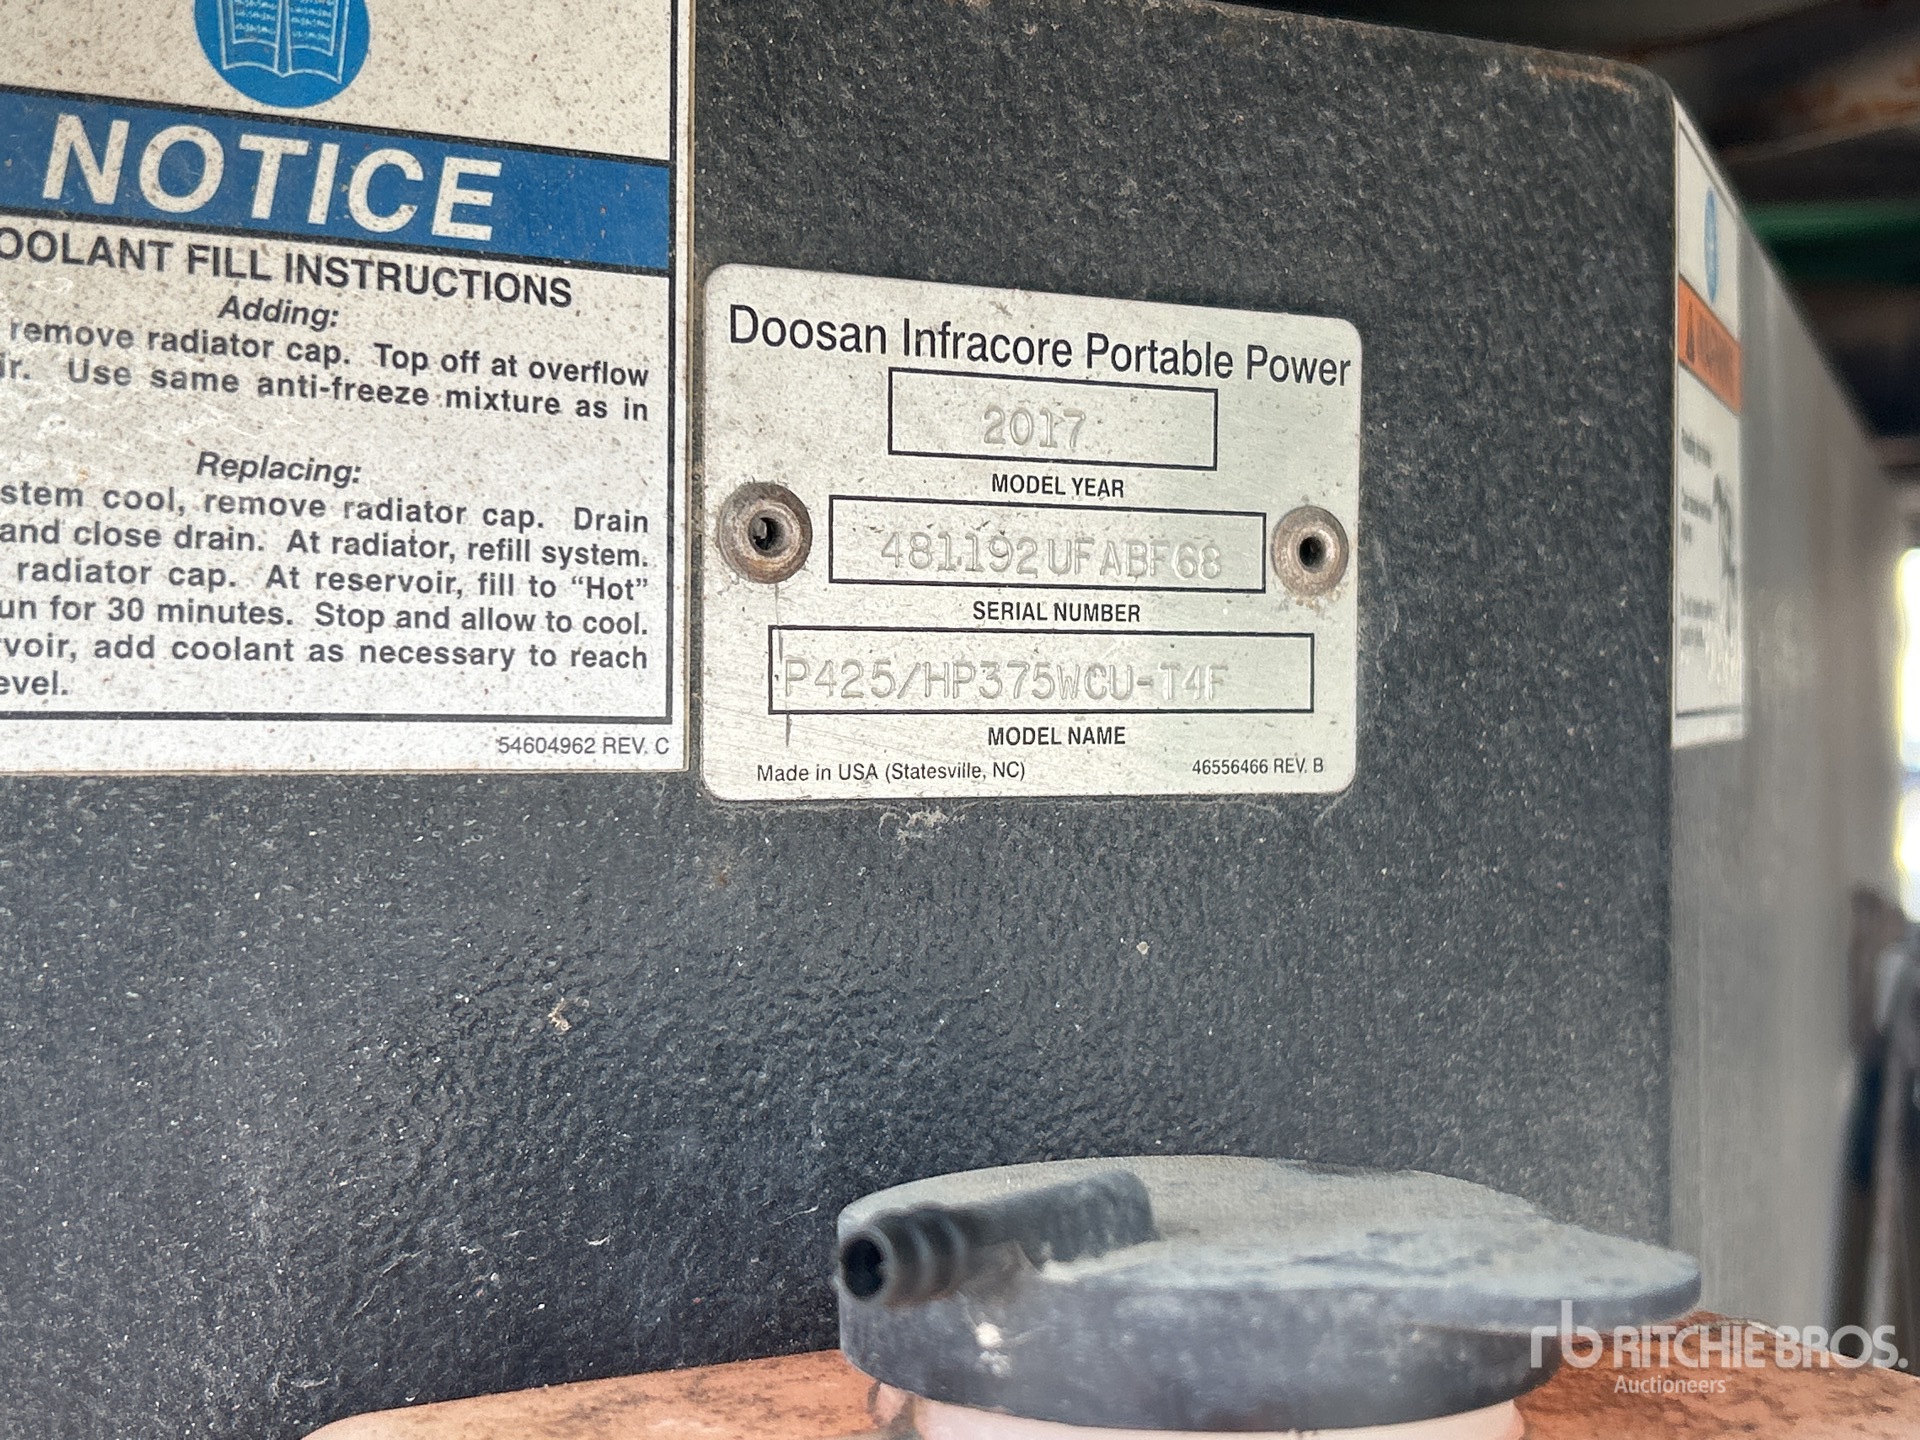 NOTICE
OOLANT FILL INSTRUCTIONS
Adding:
remove radiator cap. Top off at overflow
ir. Use same anti-freeze mixture as in
Replacing:
stem cool, remove radiator cap. Drain
and close drain. At radiator, refill system.
radiator cap. At reservoir, fill to “Hot”
un for 30 minutes. Stop and allow to cool.
rvoir, add coolant as necessary to reach
evel.
54604962 REV. C
Doosan Infracore Portable Power
2017
MODEL YEAR
481192UFABF68
SERIAL NUMBER
P425/HP375WCU-T4F
MODEL NAME
Made in USA (Statesville, NC)
46556466 REV. B
rb RITCHIE BROS.
Auctioneers